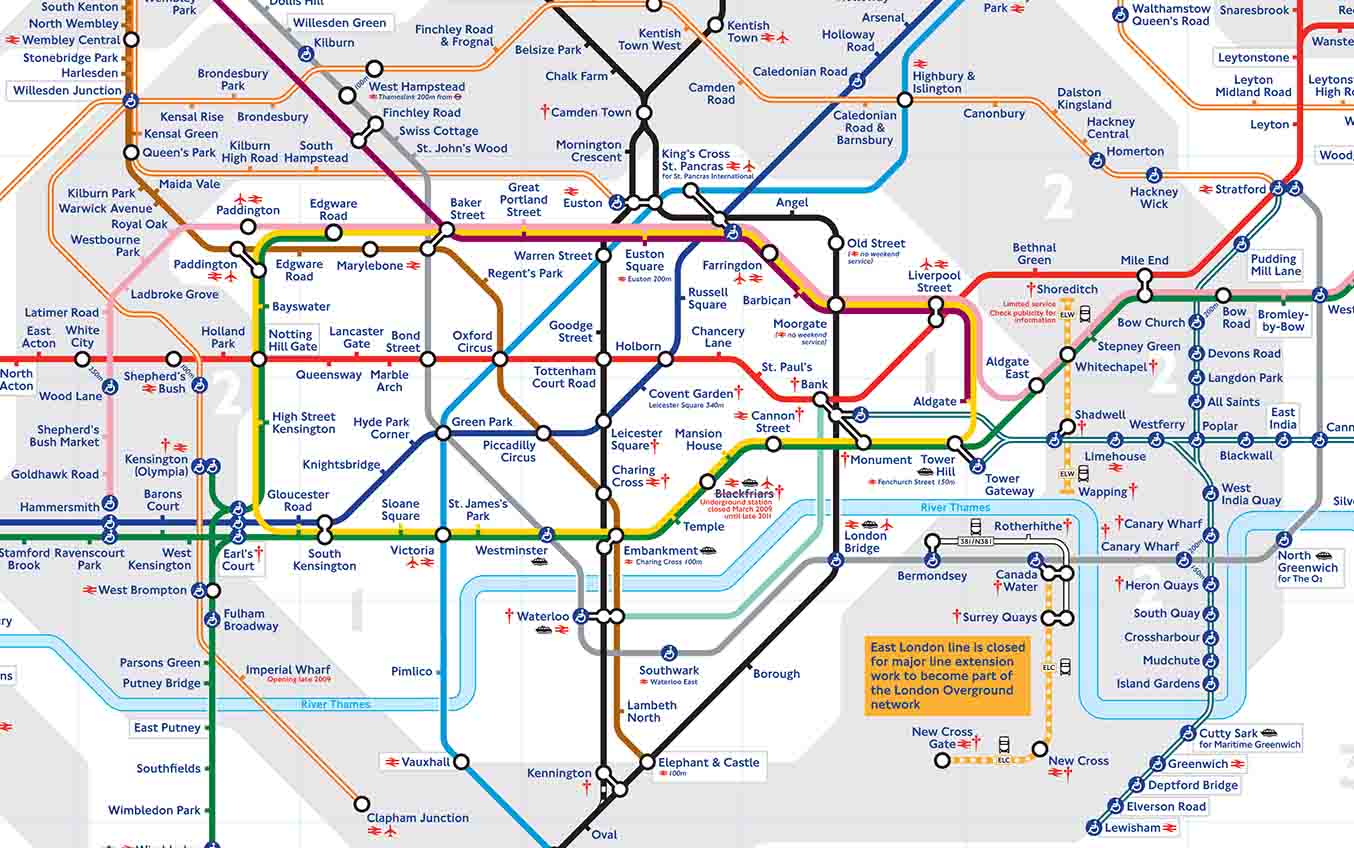 South Kenton
North Wembley
Wembley Central
Stonebridge Park
Harlesden
Willesden Junction
Kensal Green
Queen's Park
Kilburn Park
Maida Vale
Warwick Avenue
Royal Oak
Westbourne
Park
Wembley
Park
Dollis Hill
Willesden Green
Kilburn
Brondesbury
Park
Kensal Rise
Brondesbury
Kilburn
High Road
South
Hampstead
100m
West Hampstead
Thameslink 200m from
Finchley Road
Swiss Cottage
St. John's Wood
Finchley Road
& Frognal
Belsize Park
Chalk Farm
Camden Town
Mornington
Crescent
Kentish
Town West
Kentish
Town
Camden
Road
Caledonian Road
Holloway
Road
Arsenal
Holloway
Park
Highbury &
Islington
Caledonian
Road &
Barnsbury
Canonbury
Dalston
Kingsland
Hackney
Central
Homerton
Hackney
Wick
Stratford
Walthamstow
Queen's Road
Snaresbrook
Leytonstone
Leyton
Midland Road
Leyton
Paddington
Edgware
Road
Baker
Street
Great
Portland
Street
Euston
King's Cross
St. Pancras
for St. Pancras International
Angel
Old Street
(no weekend
service)
Paddington
Edgware
Road
Marylebone
Regent's Park
Warren Street
Euston
Square
Euston 200m
Farringdon
Barbican
Moorgate
(no weekend
service)
Liverpool
Street
Bethnal
Green
Mile End
Pudding
Mill Lane
Shoreditch
Limited service
Check publicity for
information
ELW
Bow Church
200m
Bow
Road
Bromley-
by-Bow
West
Ladbroke Grove
Latimer Road
East
Acton
White
City
Holland
Park
Bayswater
Notting
Hill Gate
Lancaster
Gate
Bond
Street
Oxford
Circus
Goodge
Street
Russell
Square
Holborn
Chancery
Lane
Queensway
Marble
Arch
Tottenham
Court Road
North
Acton
250m
100m
Shepherd's
Bush
Wood Lane
2
2
2
2
1
1
Shepherd's
Bush Market
Goldhawk Road
Hammersmith
Kensington
(Olympia)
High Street
Kensington
Hyde Park
Corner
Green Park
Piccadilly
Circus
Knightsbridge
Covent Garden
Leicester Square 340m
Leicester
Square
Charing
Cross
St. Paul's
Bank
Cannon
Street
Mansion
House
Monument
Tower
Hill
Fenchurch Street 150m
Tower
Gateway
Aldgate
Aldgate
East
Stepney Green
Whitechapel
Shadwell
ELW
Wapping
Limehouse
Westferry
Poplar
Blackwall
East
India
Devons Road
Langdon Park
All Saints
Barons
Court
Gloucester
Road
Sloane
Square
St. James's
Park
Victoria
Westminster
South
Kensington
Earl's
Court
Stamford
Brook
Ravenscourt
Park
West
Kensington
West Brompton
Fulham
Broadway
Parsons Green
Putney Bridge
East Putney
Southfields
Wimbledon Park
Imperial Wharf
Opening late 2009
Clapham Junction
Blackfriars
Underground station
closed March 2009
until late 2011
Temple
Embankment
Charing Cross 100m
Waterloo
Southwark
Waterloo East
London
Bridge
River Thames
River Thames
Bermondsey
381/N381
Rotherhithe
Canada
Water
Surrey Quays
Canary Wharf
Canary Wharf
200m
150m
West
India Quay
Heron Quays
South Quay
Crossharbour
Mudchute
Island Gardens
North
Greenwich
for The O2
Cutty Sark
for Maritime Greenwich
Greenwich
Deptford Bridge
Elverson Road
Lewisham
ELC
ELC
East London line is closed
for major line extension
work to become part of
the London Overground
network
New Cross
Gate
New Cross
Pimlico
Vauxhall
Lambeth
North
Borough
Elephant & Castle
100m
Kennington
Oval